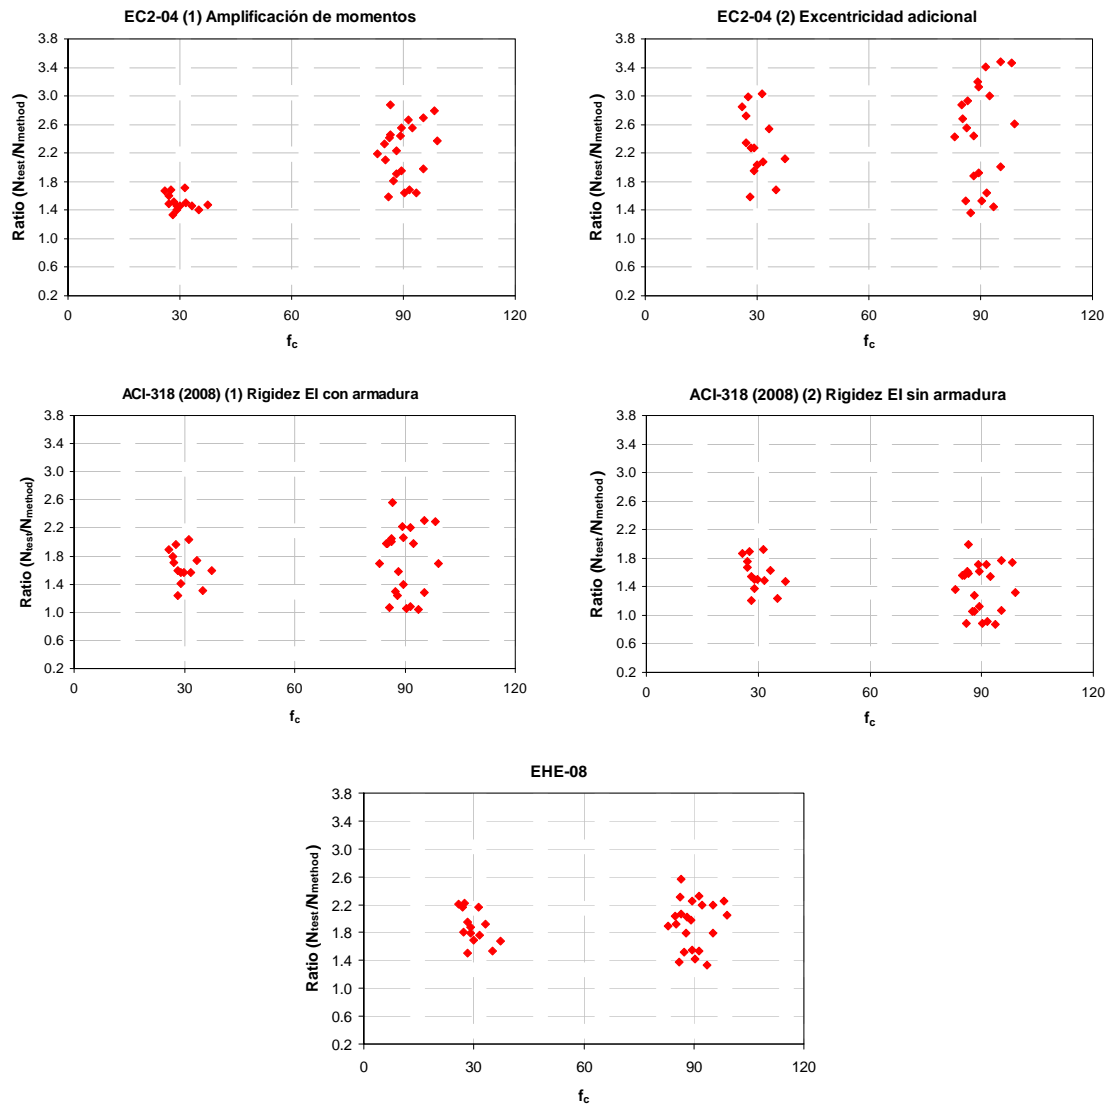 EC2-04 (1) Amplificación de momentos
3.8
3.4
3.0
2.6
2.2
1.8
1.4
1.0
0.6
0.2
0 30 60 90 120
Ratio (Ntest/Nmethod)
fc
EC2-04 (2) Excentricidad adicional
3.8
3.4
3.0
2.6
2.2
1.8
1.4
1.0
0.6
0.2
0 30 60 90 120
Ratio (Ntest/Nmethod)
fc
ACI-318 (2008) (1) Rigidez EI con armadura
3.8
3.4
3.0
2.6
2.2
1.8
1.4
1.0
0.6
0.2
0 30 60 90 120
Ratio (Ntest/Nmethod)
fc
ACI-318 (2008) (2) Rigidez EI sin armadura
3.8
3.4
3.0
2.6
2.2
1.8
1.4
1.0
0.6
0.2
0 30 60 90 120
Ratio (Ntest/Nmethod)
fc
EHE-08
3.8
3.4
3.0
2.6
2.2
1.8
1.4
1.0
0.6
0.2
0 30 60 90 120
Ratio (Ntest/Nmethod)
fc